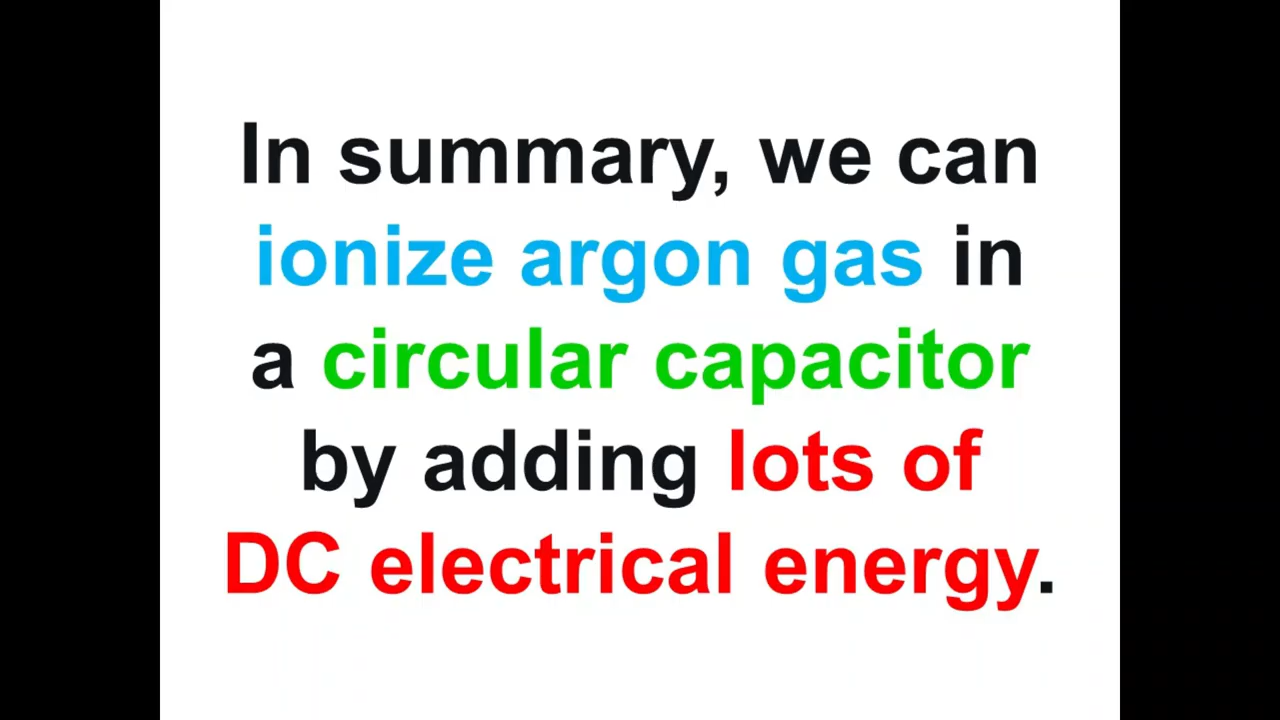 In summary, we can
ionize argon gas in
a circular capacitor
by adding lots of
DC electrical energy.